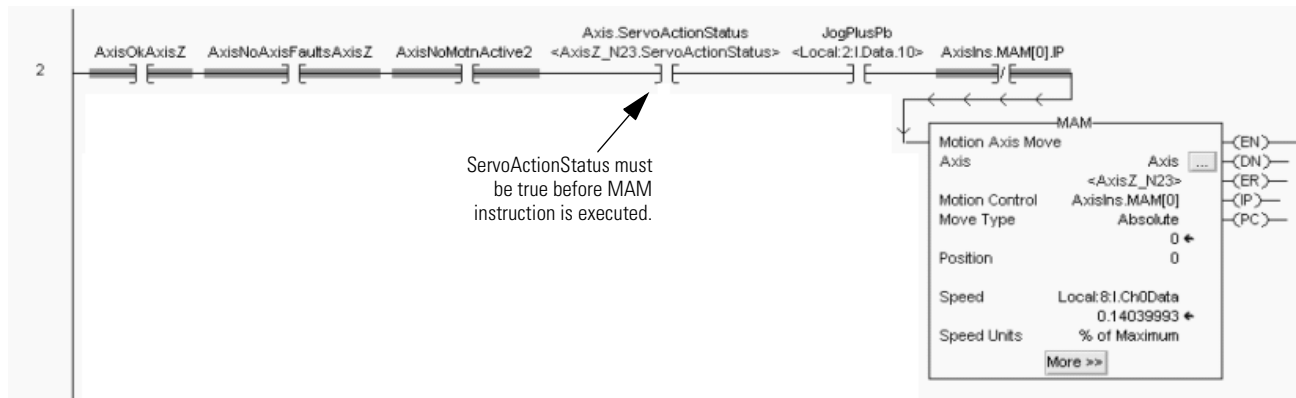 Axis.ServoActionStatus JogPlusPb
AxisOkAxisZ AxisNoAxisFaultsAxisZ AxisNoMotnActive2 <AxisZ_N23.ServoActionStatus> <Local:2:I.Data.10> AxisIns.MAM[0].IP
2
MAM
Motion Axis Move (EN)
Axis Axis ... (DN)
<AxisZ_N23> (ER)
Motion Control AxisIns.MAM[0] (IP)
Move Type Absolute (PC)
0
Position 0
Speed Local:8:I.Ch0Data
0.14039993
Speed Units % of Maximum
More >>
ServoActionStatus must
be true before MAM
instruction is executed.